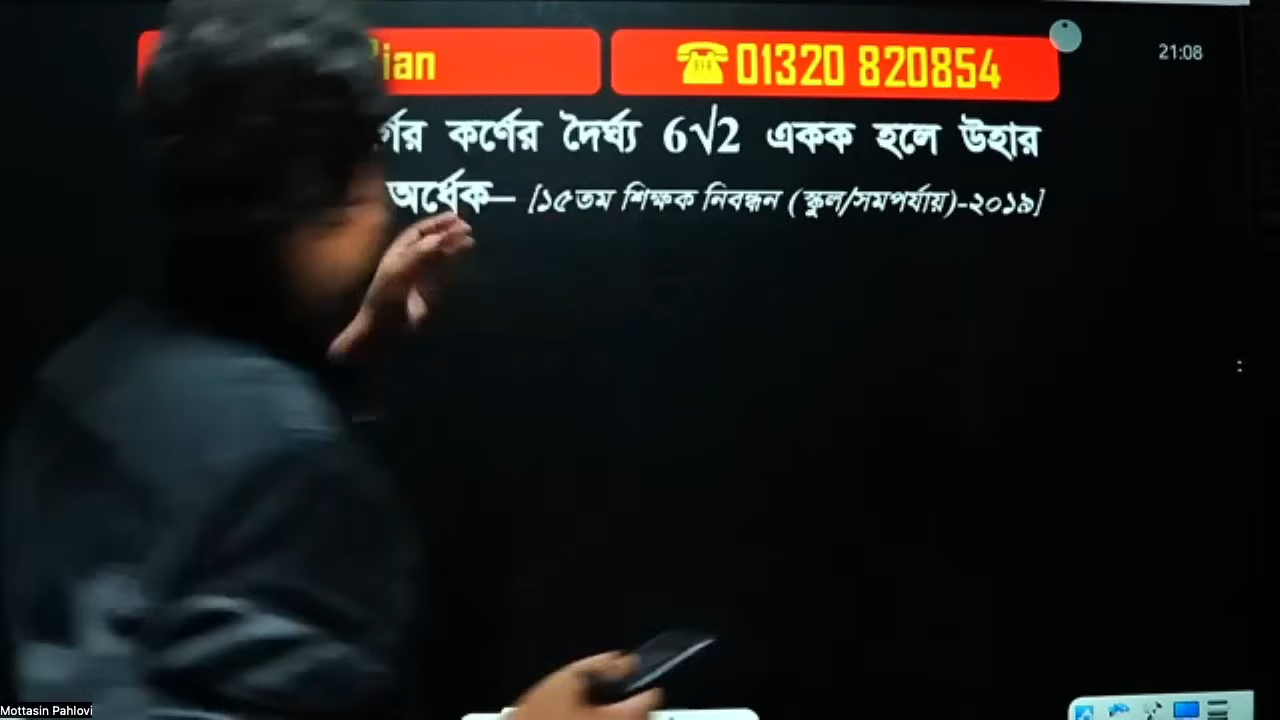 01320 820854
21:08
কর্ণের দৈর্ঘ্য 6√2 একক হলে উহার
অর্ধেক– [১৫তম শিক্ষক নিবন্ধন (স্কুল/সমপর্যায়)-২০১৯]
Mottasin Pahlovi